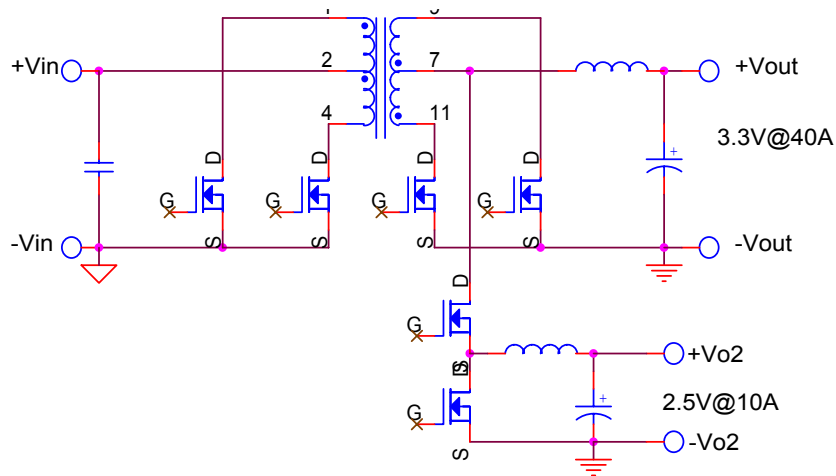 +Vin
2
7
+Vout
4
11
3.3V@40A
D
D
D
D
G
G
G
G
-Vin
S
S
S
S
-Vout
D
G
+Vo2
S
D
2.5V@10A
G
S
-Vo2